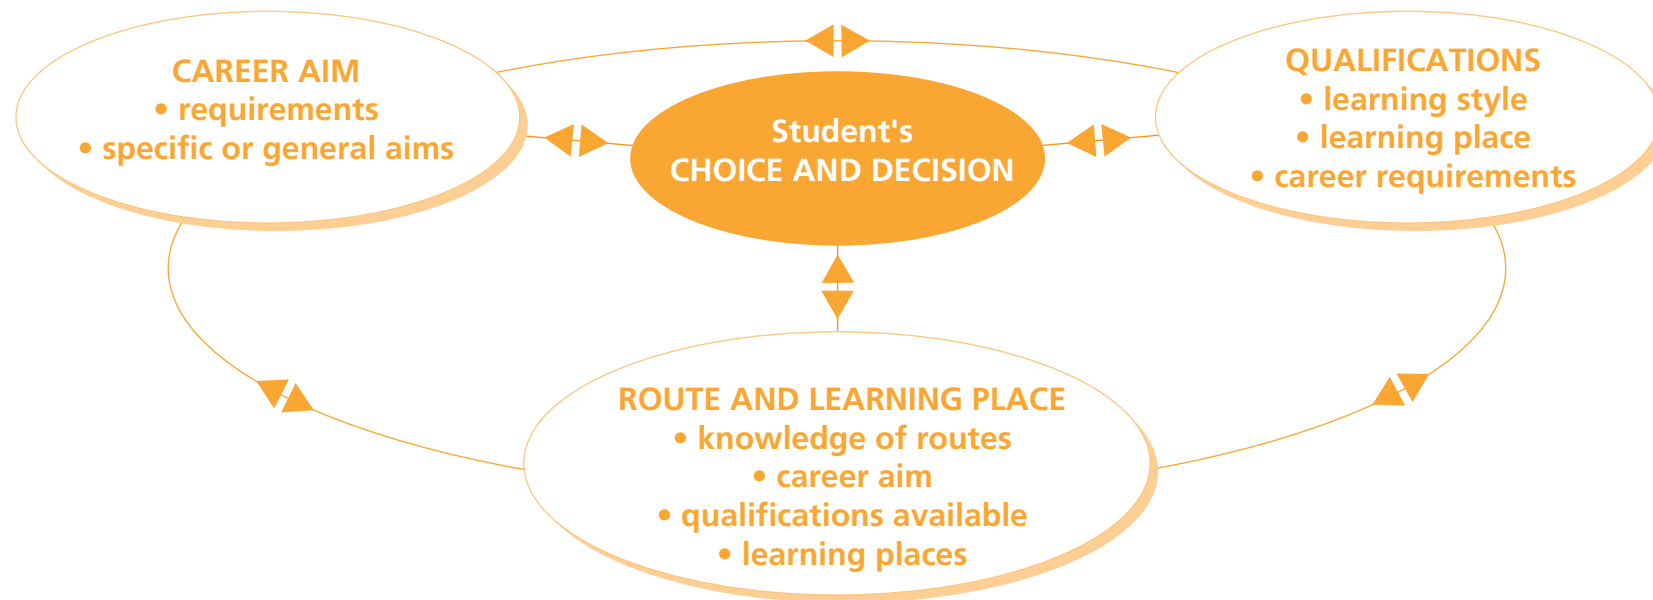 CAREER AIM
• requirements
• specific or general aims
Student's
CHOICE AND DECISION
QUALIFICATIONS
• learning style
• learning place
• career requirements
ROUTE AND LEARNING PLACE
• knowledge of routes
• career aim
• qualifications available
• learning places